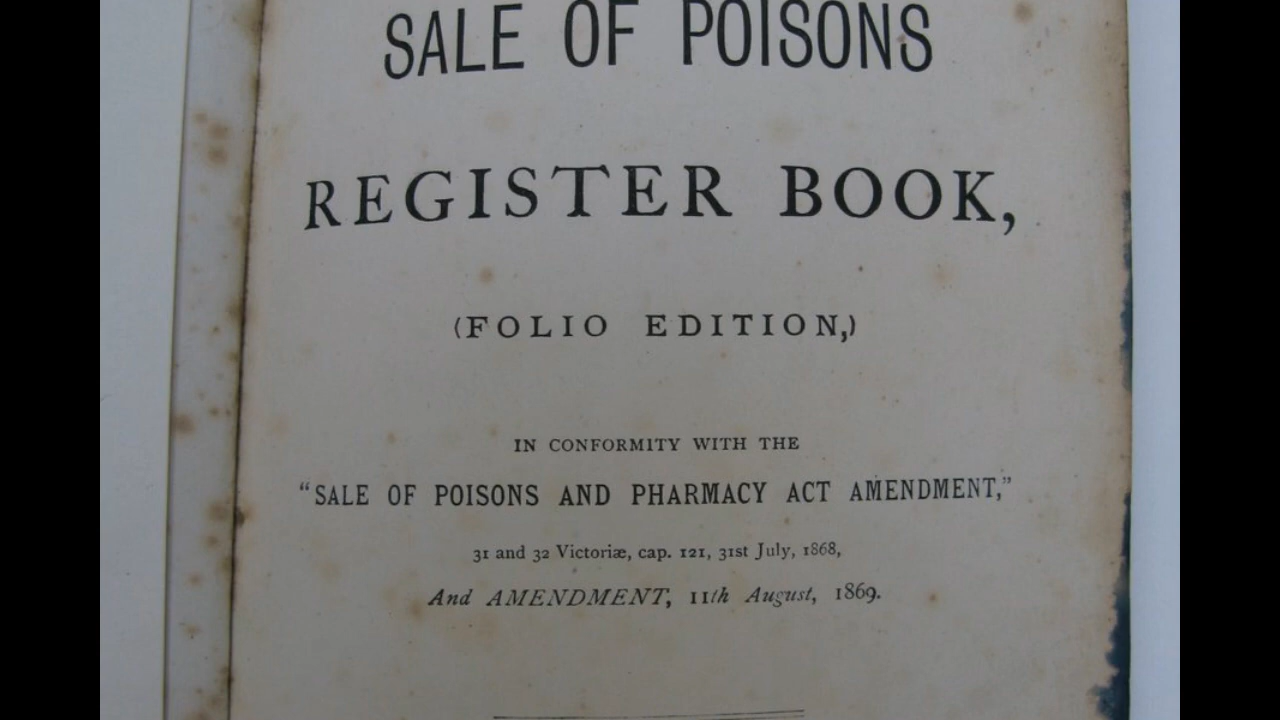 SALE OF POISONS
REGISTER BOOK,
(FOLIO EDITION,)
IN CONFORMITY WITH THE
“SALE OF POISONS AND PHARMACY ACT AMENDMENT,”
31 and 32 Victoriæ, cap. 121, 31st July, 1868,
And AMENDMENT, 11th August, 1869.